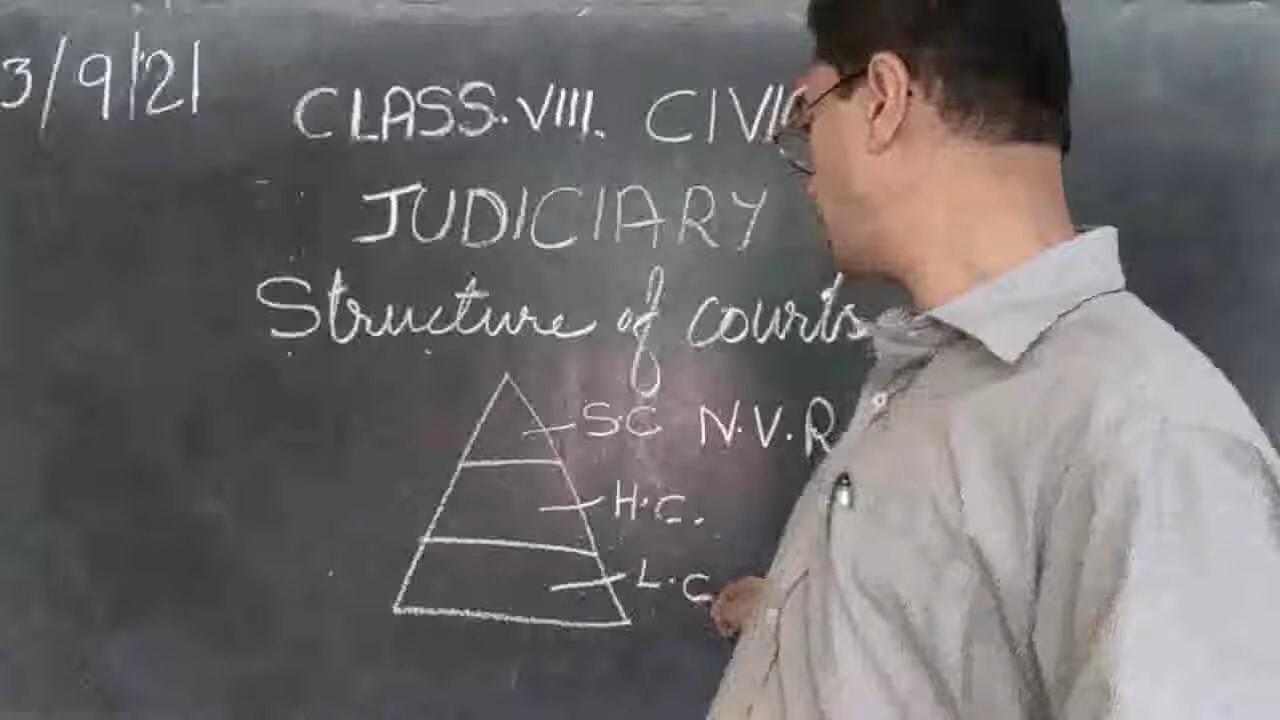 3/9/21
CLASS.VIII. CIVIC
JUDICIARY
Structure of courts
S.C N.V.R
H.C.
L.C